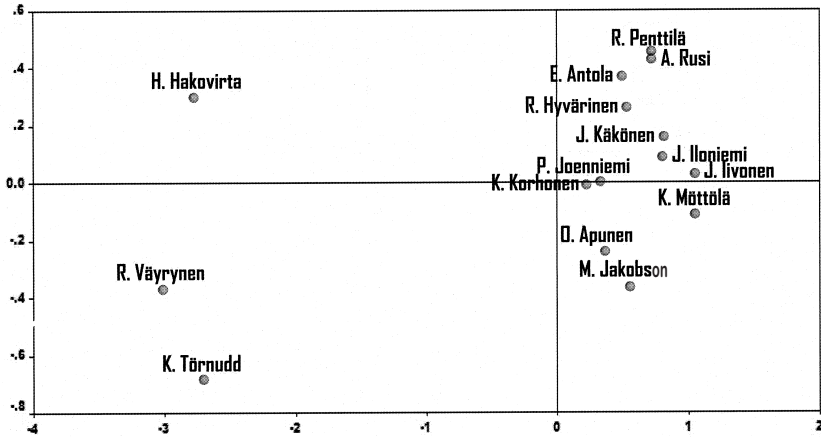 .6
R. Penttilä
A. Rusi
.4
E. Antola
H. Hakovirta
R. Hyvärinen
.2
J. Käkönen
J. Iloniemi
P. Joenniemi
J. Iivonen
0.0
K. Korhonen
K. Möttölä
-.2
O. Apunen
R. Väyrynen
M. Jakobson
-.4
-.6
K. Törnudd
-.8
-4 -3 -2 -1 0 1 2